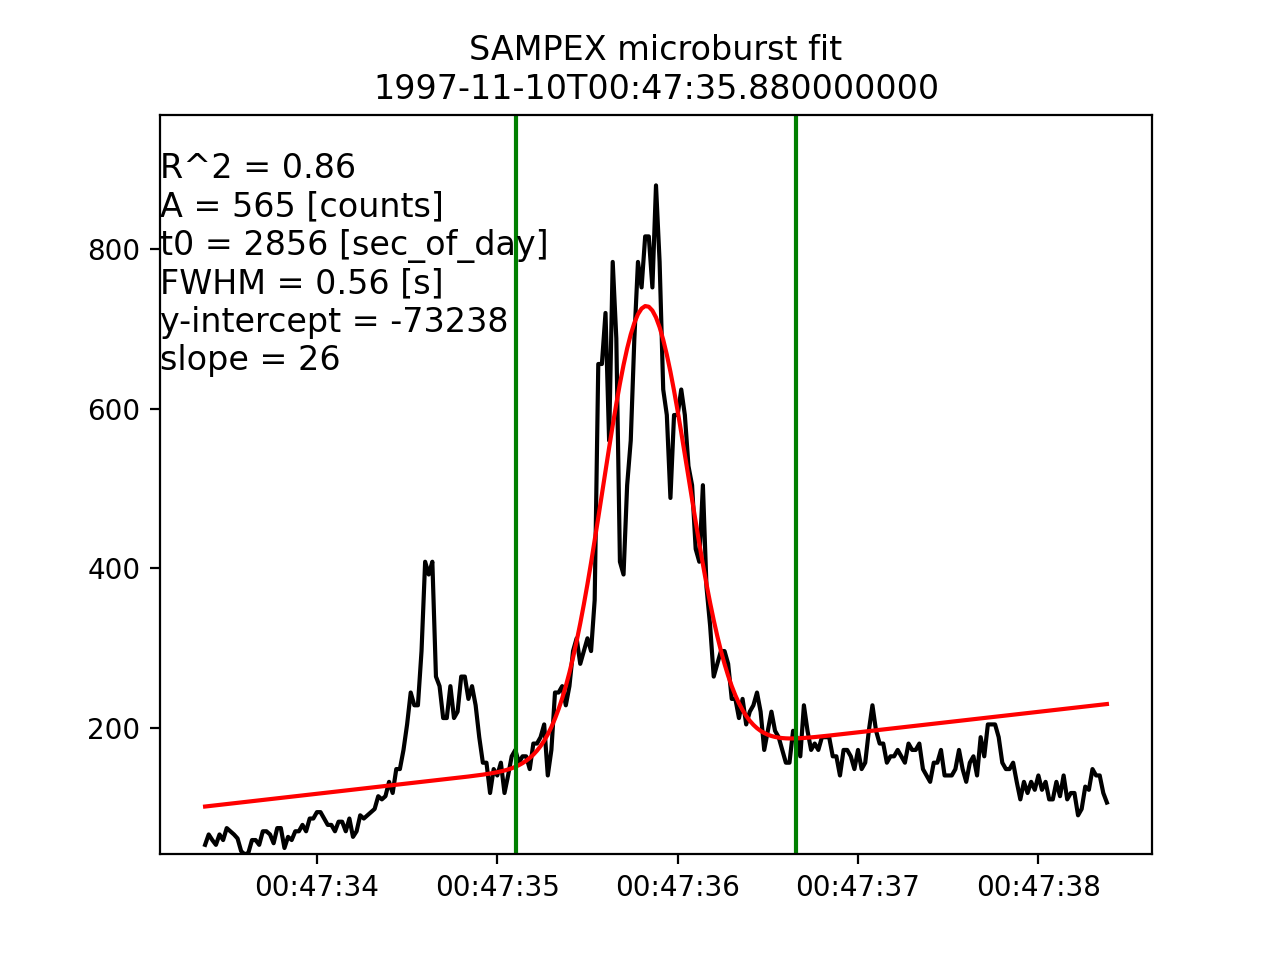 SAMPEX microburst fit
1997-11-10T00:47:35.880000000
R^2 = 0.86
A = 565 [counts]
t0 = 2856 [sec_of_day]
FWHM = 0.56 [s]
y-intercept = -73238
slope = 26
800
600
400
200
00:47:34 00:47:35 00:47:36 00:47:37 00:47:38